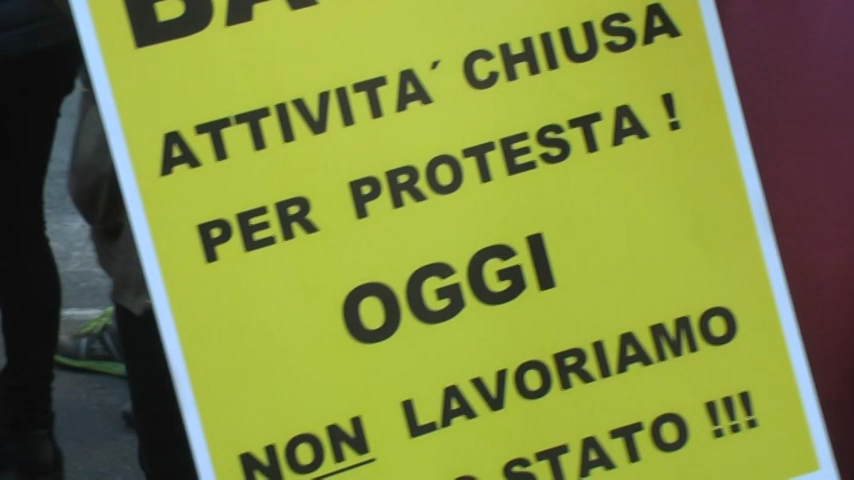 ATTIVITA´ CHIUSA
PER PROTESTA !
OGGI
NON LAVORIAMO
STATO !!!